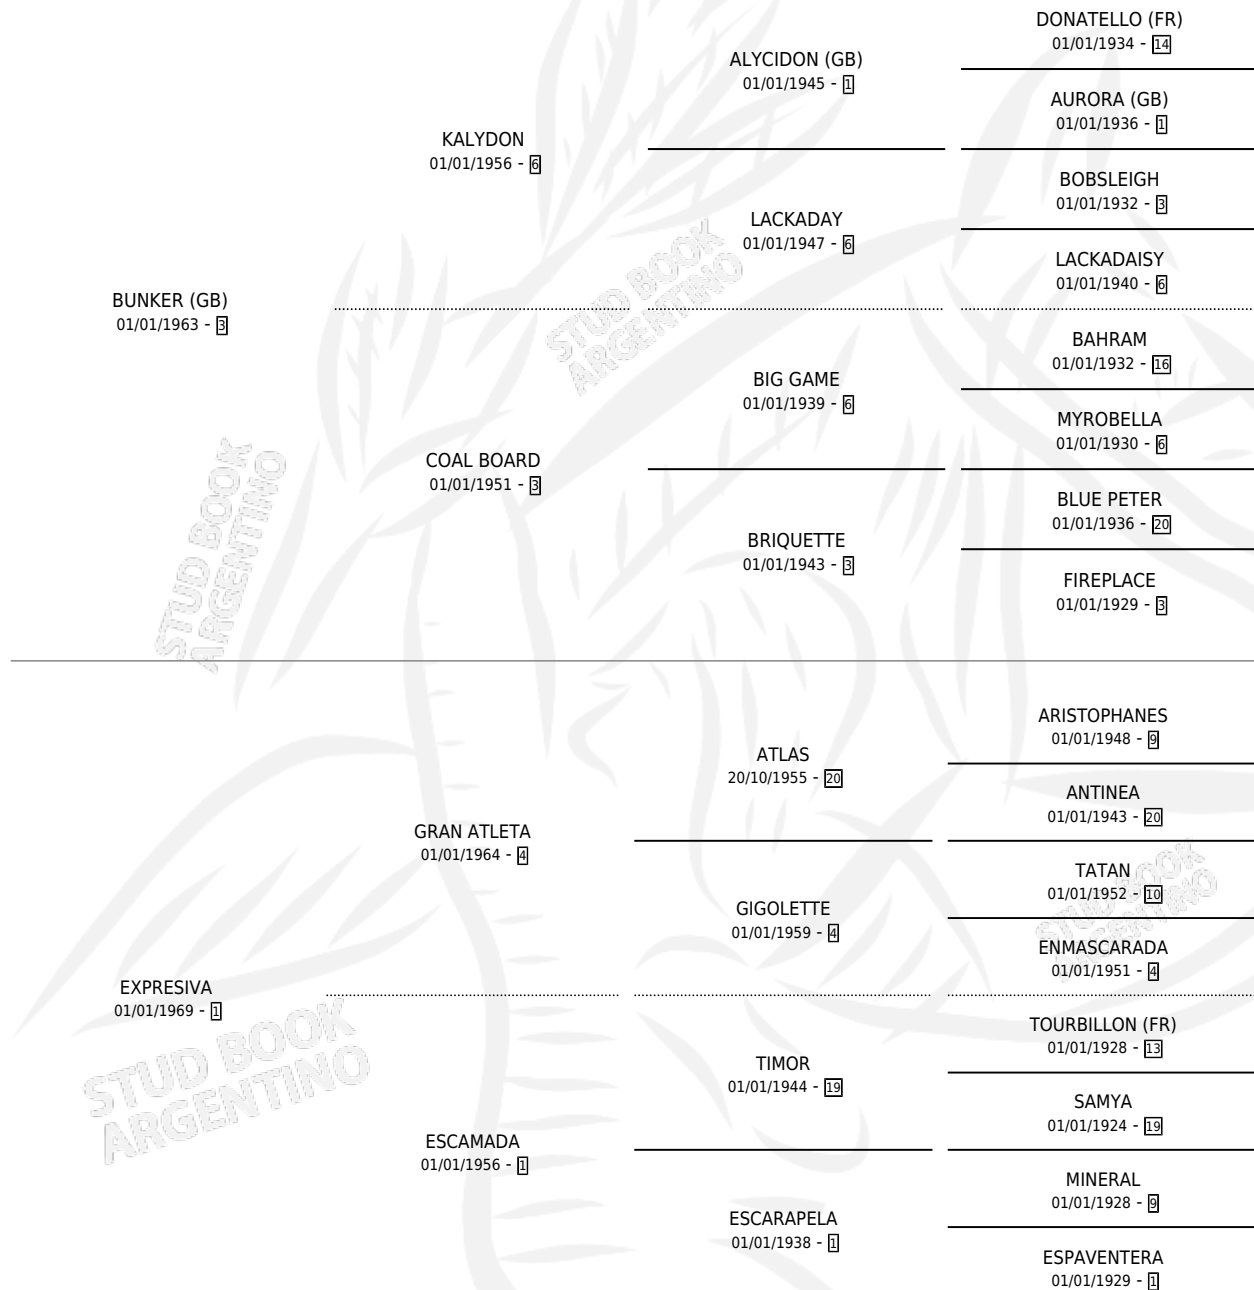 DONATELLO (FR)
01/01/1934 - 14
ALYCIDON (GB)
01/01/1945 - 1
AURORA (GB)
01/01/1936 - 1
KALYDON
01/01/1956 - 6
BOBSLEIGH
01/01/1932 - 3
LACKADAY
01/01/1947 - 6
LACKADAISY
01/01/1940 - 6
BUNKER (GB)
01/01/1963 - 3
BAHRAM
01/01/1932 - 16
BIG GAME
01/01/1939 - 6
MYROBELLA
01/01/1930 - 6
COAL BOARD
01/01/1951 - 3
BLUE PETER
01/01/1936 - 20
BRIQUETTE
01/01/1943 - 3
FIREPLACE
01/01/1929 - 3
STUD BOOK
ARGENTINO
STUD BOOK
ARGENTINO
ARISTOPHANES
01/01/1948 - 9
ATLAS
20/10/1955 - 20
ANTINEA
01/01/1943 - 20
GRAN ATLETA
01/01/1964 - 4
TATAN
01/01/1952 - 10
GIGOLETTE
01/01/1959 - 4
ENMASCARADA
01/01/1951 - 4
EXPRESIVA
01/01/1969 - 1
TOURBILLON (FR)
01/01/1928 - 13
TIMOR
01/01/1944 - 19
SAMYA
01/01/1924 - 19
ESCAMADA
01/01/1956 - 1
MINERAL
01/01/1928 - 9
ESCARAPELA
01/01/1938 - 1
ESPAVENTERA
01/01/1929 - 1
STUD BOOK
ARGENTINO
STUD BOOK
ARGENTINO